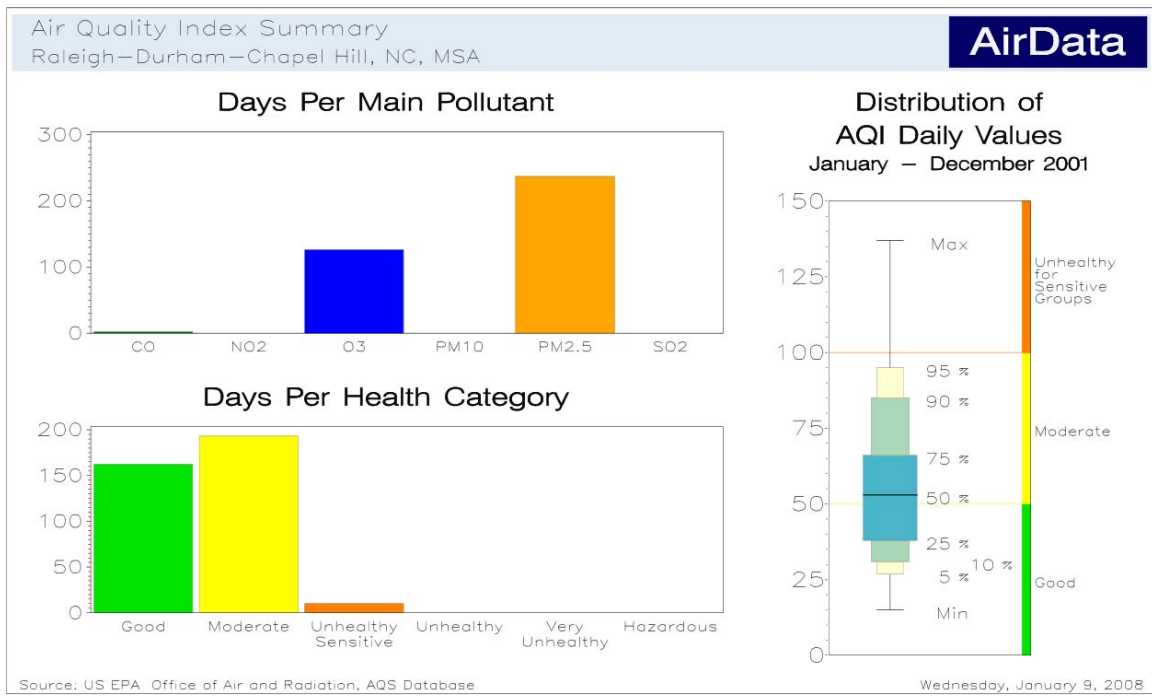 Air Quality Index Summary
Raleigh-Durham-Chapel Hill, NC, MSA
AirData
Days Per Main Pollutant
300
200
100
0
CO NO2 O3 PM10 PM2.5 SO2
Days Per Health Category
200
150
100
50
0
Good Moderate Unhealthy Unhealthy Very Hazardous
Sensitive Unhealthy
Distribution of
AQI Daily Values
January - December 2001
150
125
100
75
50
25
0
Max
95 %
90 %
75 %
50 %
25 %
10 %
5 %
Min
Unhealthy
for
Sensitive
Groups
Moderate
Good
Source: US EPA Office of Air and Radiation, AQS Database
Wednesday, January 9, 2008